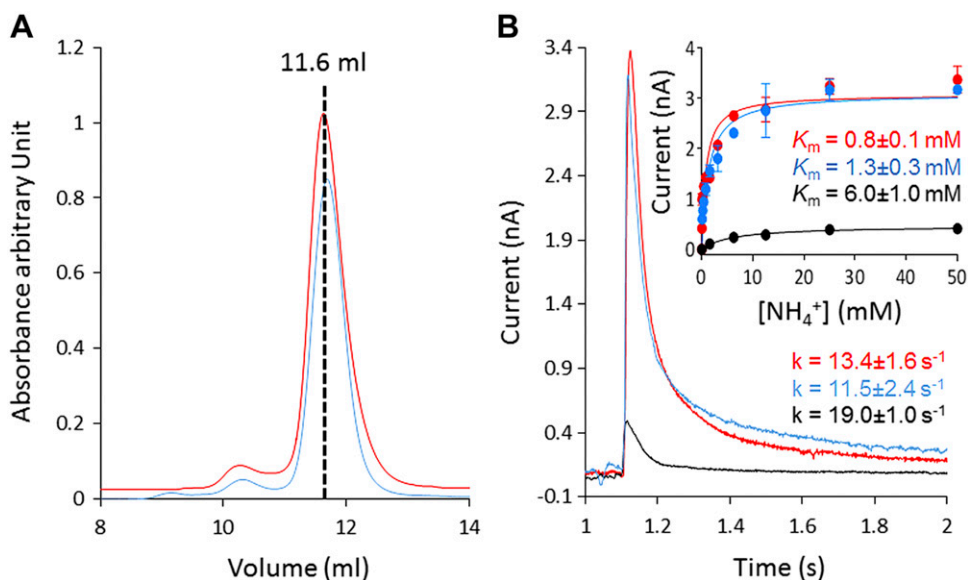 A
11.6 ml
Absorbance arbitrary Unit
1.2
1
0.8
0.6
0.4
0.2
0
8
10
12
14
Volume (ml)
B
Current (nA)
3.4
2.9
2.4
1.9
1.4
0.9
0.4
-0.1
1
1.2
1.4
1.6
1.8
2
Time (s)
Current (nA)
4
3
2
1
0
0
10
20
30
40
50
[NH₄⁺] (mM)
Kₘ = 0.8±0.1 mM
Kₘ = 1.3±0.3 mM
Kₘ = 6.0±1.0 mM
k = 13.4±1.6 s⁻¹
k = 11.5±2.4 s⁻¹
k = 19.0±1.0 s⁻¹